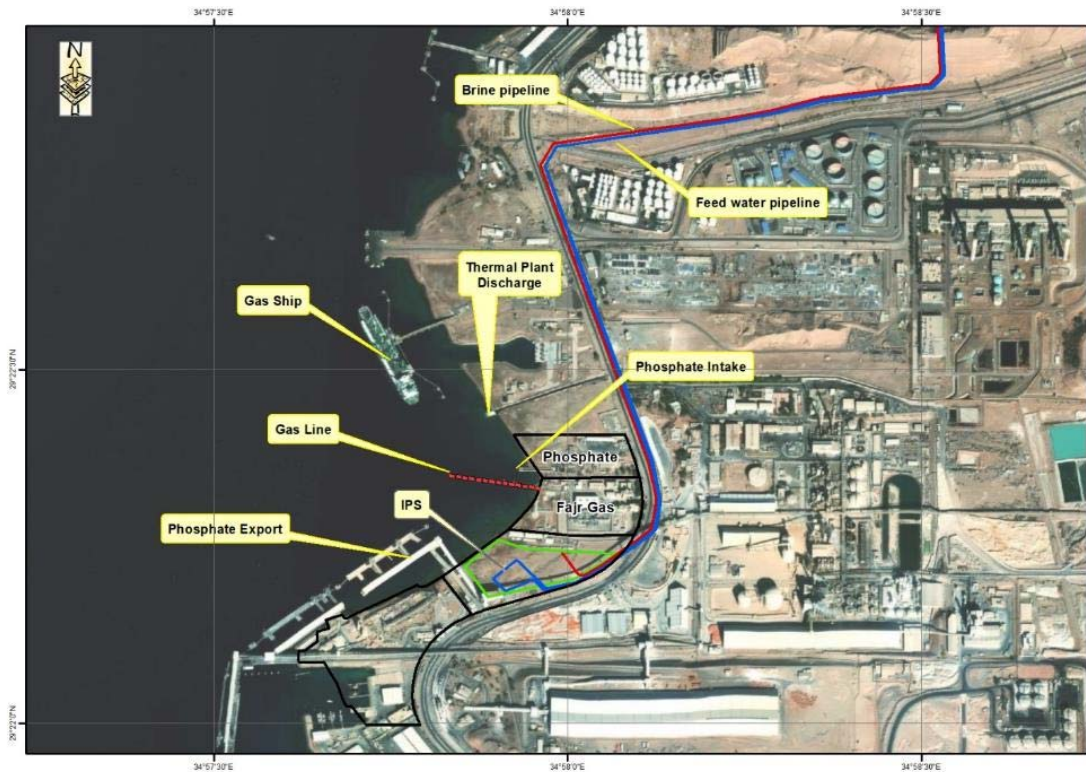 34°57'30"E
34°58'0"E
34°58'30"E
N
Brine pipeline
Feed water pipeline
Thermal Plant
Discharge
Gas Ship
29°22'30"N
Phosphate Intake
Gas Line
Phosphate
IPS
Fajr Gas
Phosphate Export
29°22'0"N
34°57'30"E
34°58'0"E
34°58'30"E